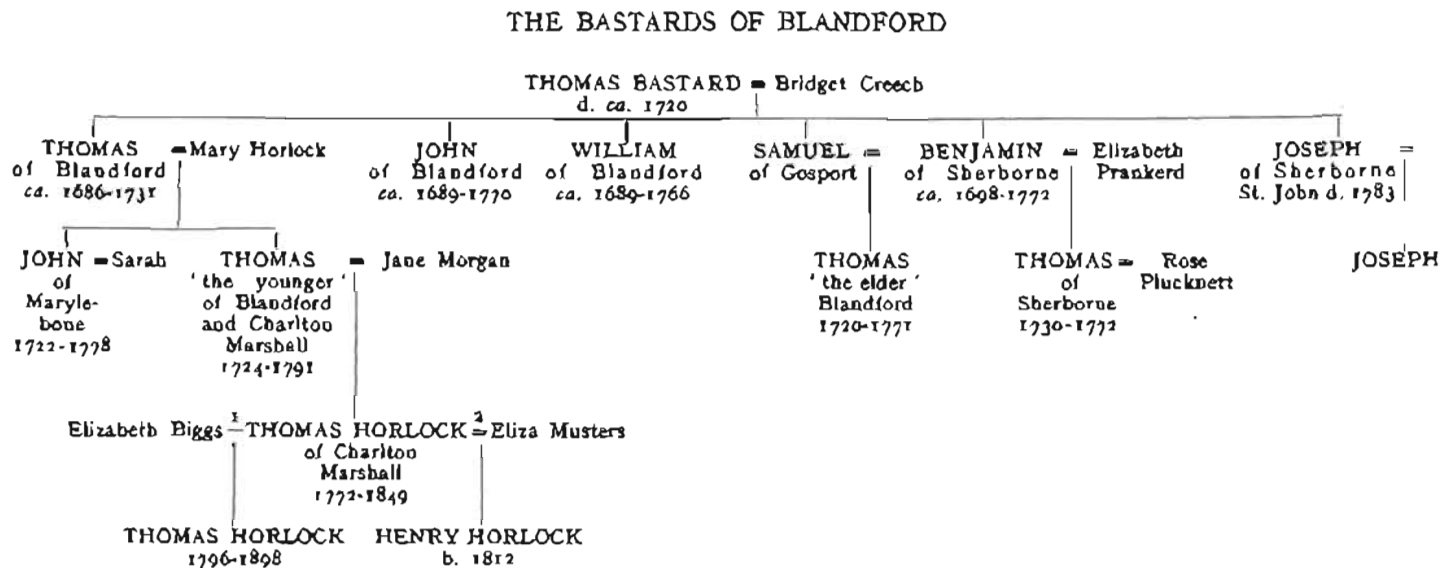 THE BASTARDS OF BLANDFORD
THOMAS BASTARD = Bridget Creech
d. ca. 1720
THOMAS = Mary Horlock JOHN WILLIAM SAMUEL = BENJAMIN = Elizabeth JOSEPH =
of Blandford of Blandford of Blandford of Gosport of Sherborne Prankerd of Sherborne
ca. 1686-1731 ca. 1689-1770 ca. 1689-1766 ca. 1698-1772 St. John d. 1783
JOHN = Sarah THOMAS = Jane Morgan THOMAS THOMAS = Rose JOSEPH
of 'the younger' 'the elder' of Plucknett
Maryle- of Blandford Blandford Sherborne
bone and Charlton 1720-1771 1730-1772
1722-1778 Marshall
1724-1791
Elizabeth Biggs 1= THOMAS HORLOCK 2= Eliza Musters
of Charlton
Marshall
1772-1849
THOMAS HORLOCK HENRY HORLOCK
1796-1898 b. 1812